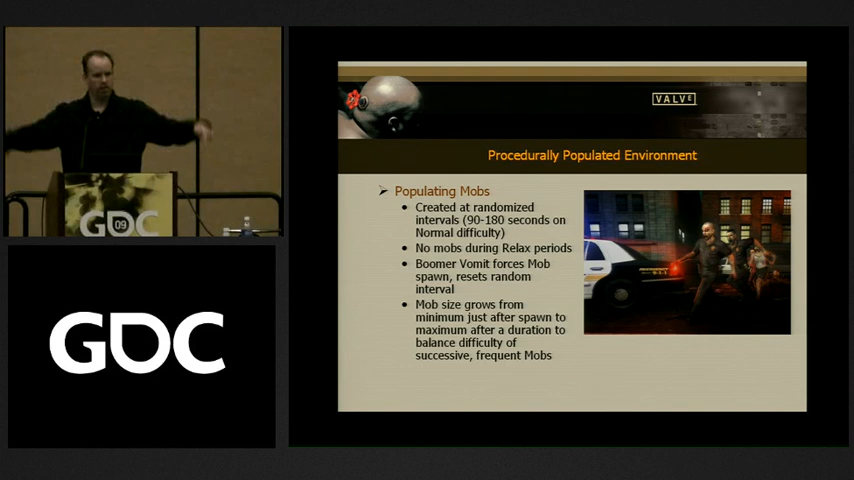 GDC
09
GDC
VALVE
Procedurally Populated Environment
Populating Mobs
Created at randomized
intervals (90-180 seconds on
Normal difficulty)
No mobs during Relax periods
Boomer Vomit forces Mob
spawn, resets random
interval
Mob size grows from
minimum just after spawn to
maximum after a duration to
balance difficulty of
successive, frequent Mobs